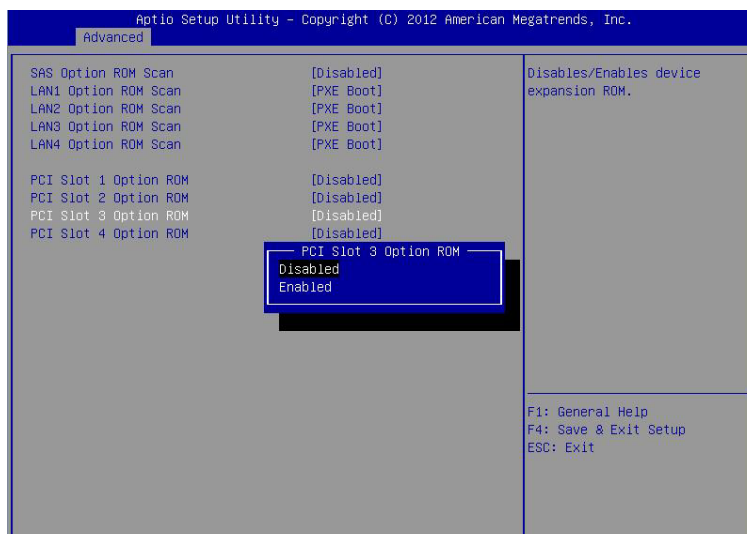 Aptio Setup Utility – Copyright (C) 2012 American Megatrends, Inc.
Advanced
SAS Option ROM Scan [Disabled]
LAN1 Option ROM Scan [PXE Boot]
LAN2 Option ROM Scan [PXE Boot]
LAN3 Option ROM Scan [PXE Boot]
LAN4 Option ROM Scan [PXE Boot]
PCI Slot 1 Option ROM [Disabled]
PCI Slot 2 Option ROM [Disabled]
PCI Slot 3 Option ROM [Disabled]
PCI Slot 4 Option ROM [Disabled]
PCI Slot 3 Option ROM
Disabled
Enabled
Disables/Enables device
expansion ROM.
F1: General Help
F4: Save & Exit Setup
ESC: Exit